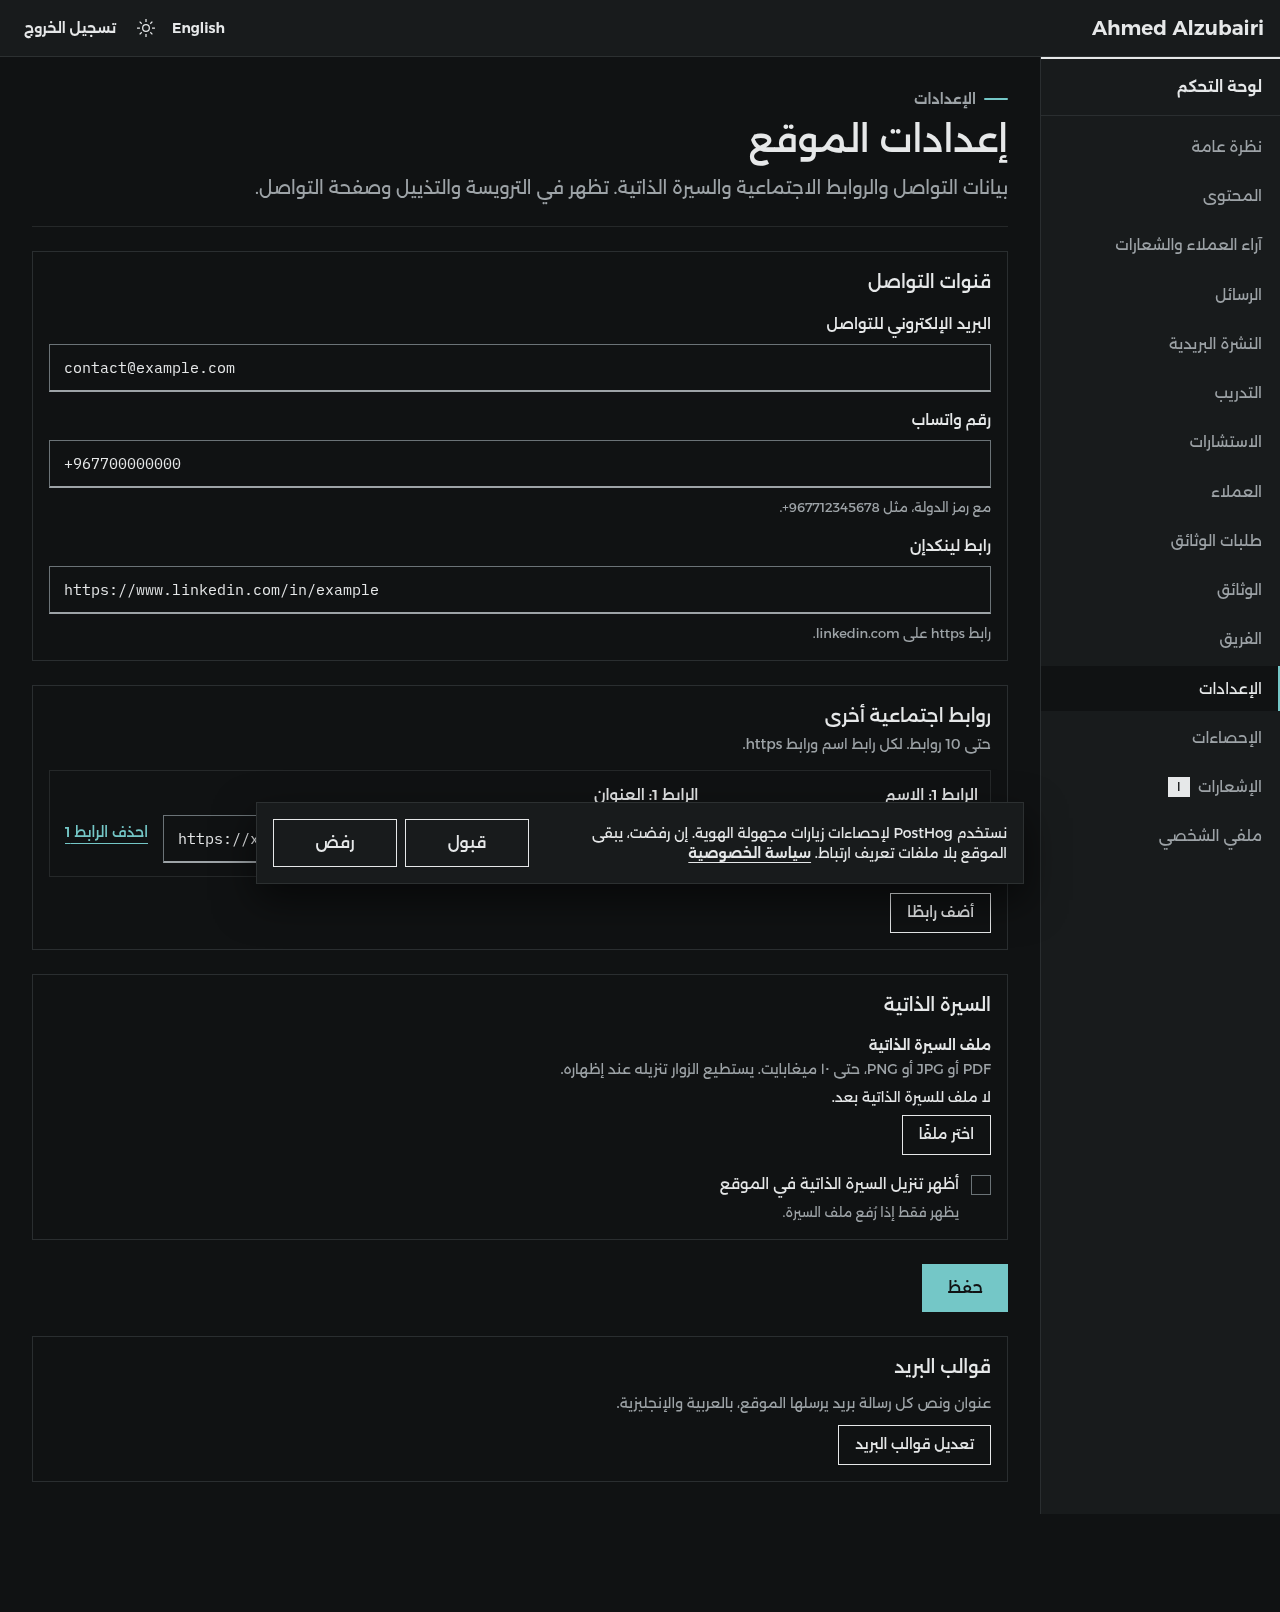 Ahmed Alzubairi
English
تسجيل الخروج
لوحة التحكم
نظرة عامة
المحتوى
آراء العملاء والشعارات
الرسائل
النشرة البريدية
التدريب
الاستشارات
العملاء
طلبات الوثائق
الوثائق
الفريق
الإعدادات
الإحصاءات
الإشعارات ١
ملفي الشخصي
الإعدادات
إعدادات الموقع
بيانات التواصل والروابط الاجتماعية والسيرة الذاتية. تظهر في الترويسة والتذييل وصفحة التواصل.
قنوات التواصل
البريد الإلكتروني للتواصل
contact@example.com
رقم واتساب
+967700000000
مع رمز الدولة، مثل 967712345678+.
رابط لينكدإن
https://www.linkedin.com/in/example
رابط https على linkedin.com.
روابط اجتماعية أخرى
حتى 10 روابط. لكل رابط اسم ورابط https.
الرابط 1: الاسم
الرابط 1: العنوان
https://x
احذف الرابط 1
نستخدم PostHog لإحصاءات زيارات مجهولة الهوية. إن رفضت، يبقى
الموقع بلا ملفات تعريف ارتباط. سياسة الخصوصية
قبول
رفض
أضف رابطًا
السيرة الذاتية
ملف السيرة الذاتية
PDF أو JPG أو PNG، حتى ١٠ ميغابايت. يستطيع الزوار تنزيله عند إظهاره.
لا ملف للسيرة الذاتية بعد.
اختر ملفًا
أظهر تنزيل السيرة الذاتية في الموقع
يظهر فقط إذا رُفع ملف السيرة.
حفظ
قوالب البريد
عنوان ونص كل رسالة بريد يرسلها الموقع، بالعربية والإنجليزية.
تعديل قوالب البريد